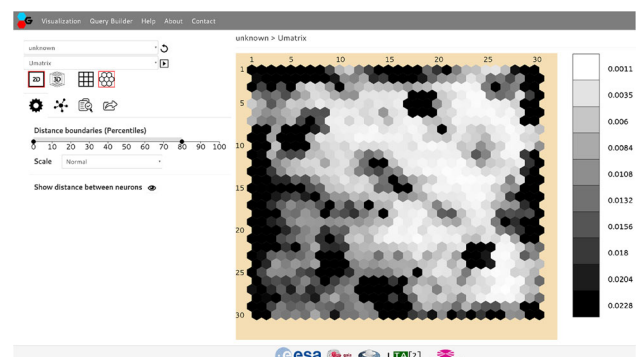 G Visualization Query Builder Help About Contact
unknown > Umatrix
unknown
Umatrix
2D 3D
Distance boundaries (Percentiles)
0 10 20 30 40 50 60 70 80 90 100
Scale Normal
Show distance between neurons
1 5 10 15 20 25 30
1
5
10
15
20
25
30
0.0011
0.0035
0.006
0.0084
0.0108
0.0132
0.0156
0.018
0.0204
0.0228
esa